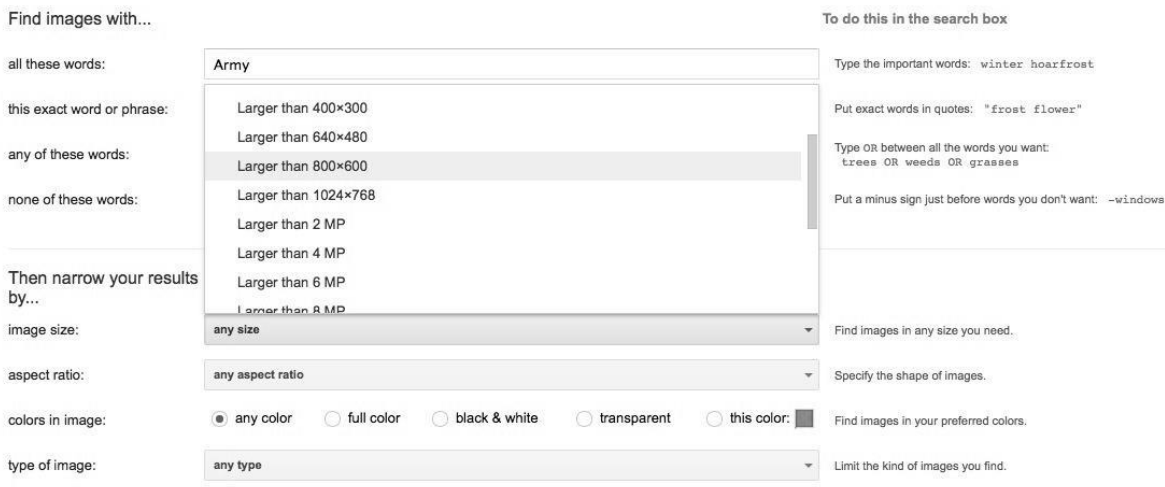 Find images with...
To do this in the search box
all these words:
Army
Type the important words: winter hoarfrost
this exact word or phrase:
Larger than 400×300
Put exact words in quotes: "frost flower"
Larger than 640×480
any of these words:
Larger than 800×600
Type OR between all the words you want:
trees OR weeds OR grasses
none of these words:
Larger than 1024×768
Put a minus sign just before words you don't want: -windows
Larger than 2 MP
Larger than 4 MP
Then narrow your results
by...
Larger than 6 MP
Larger than 8 MP
image size:
any size
Find images in any size you need.
aspect ratio:
any aspect ratio
Specify the shape of images.
colors in image:
any color full color black & white transparent this color:
Find images in your preferred colors.
type of image:
any type
Limit the kind of images you find.